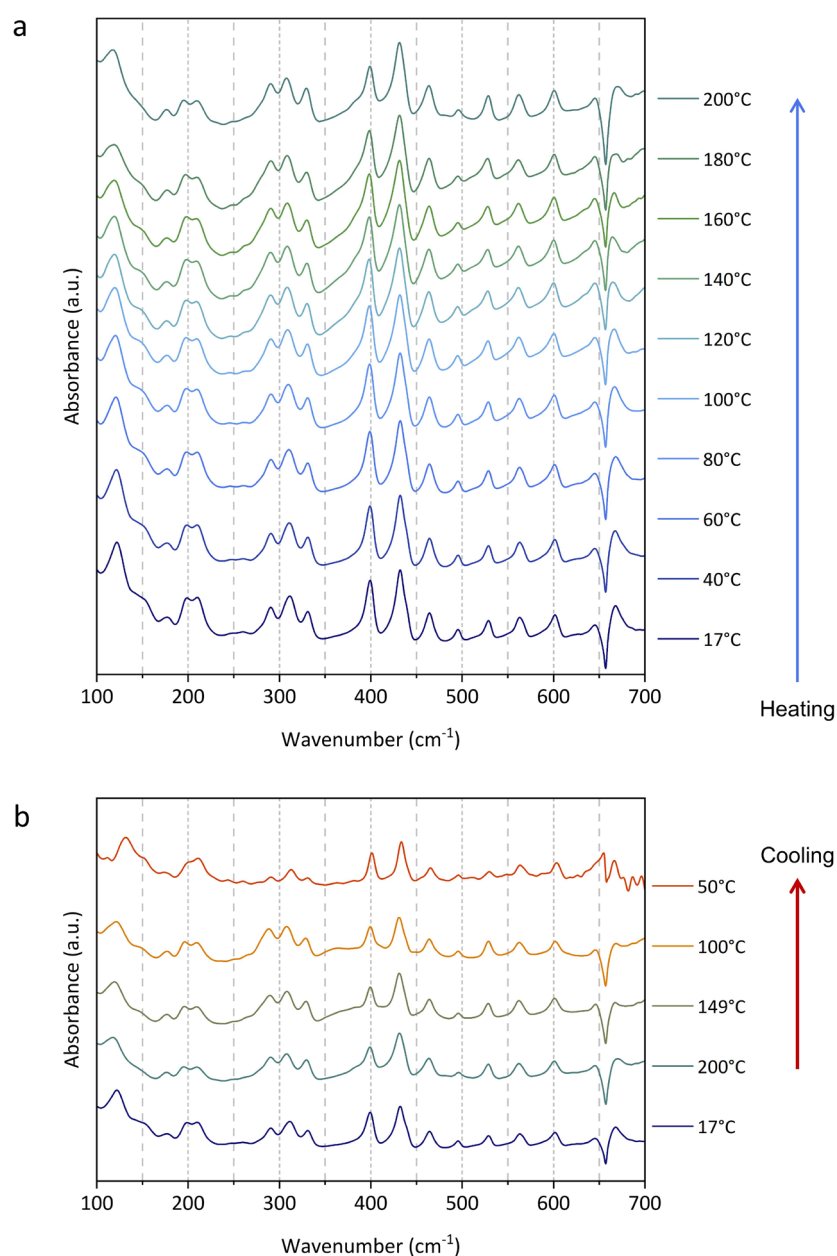 a
Absorbance (a.u.)
200°C
180°C
160°C
140°C
120°C
100°C
80°C
60°C
40°C
17°C
100 200 300 400 500 600 700
Wavenumber (cm⁻¹)
Heating
b
Absorbance (a.u.)
Cooling
50°C
100°C
149°C
200°C
17°C
100 200 300 400 500 600 700
Wavenumber (cm⁻¹)